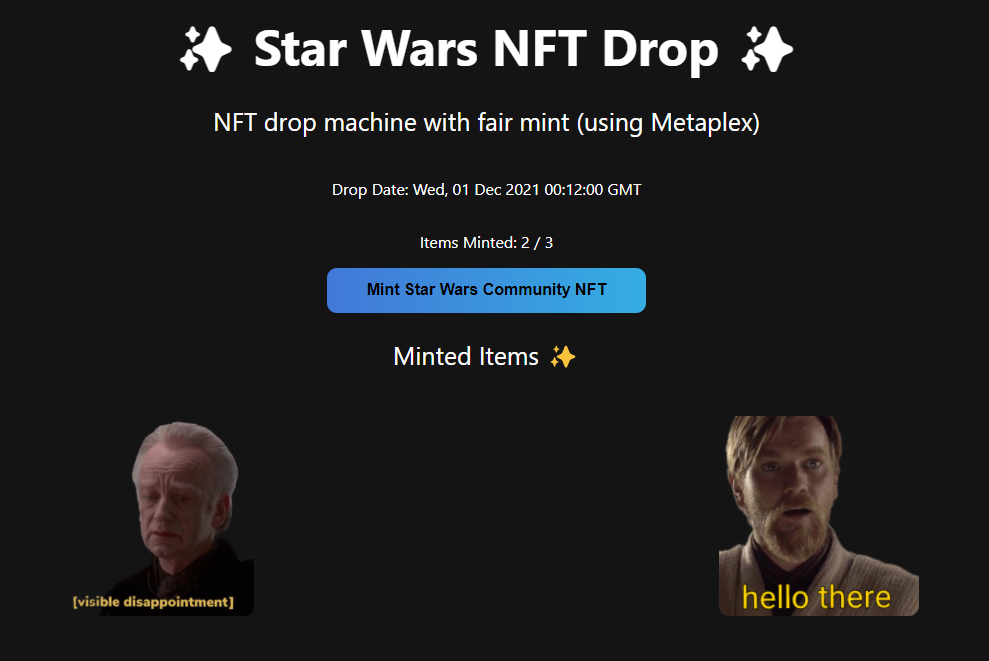 ✨ Star Wars NFT Drop ✨
NFT drop machine with fair mint (using Metaplex)
Drop Date: Wed, 01 Dec 2021 00:12:00 GMT
Items Minted: 2 / 3
Mint Star Wars Community NFT
Minted Items ✨
[visible disappointment]
hello there